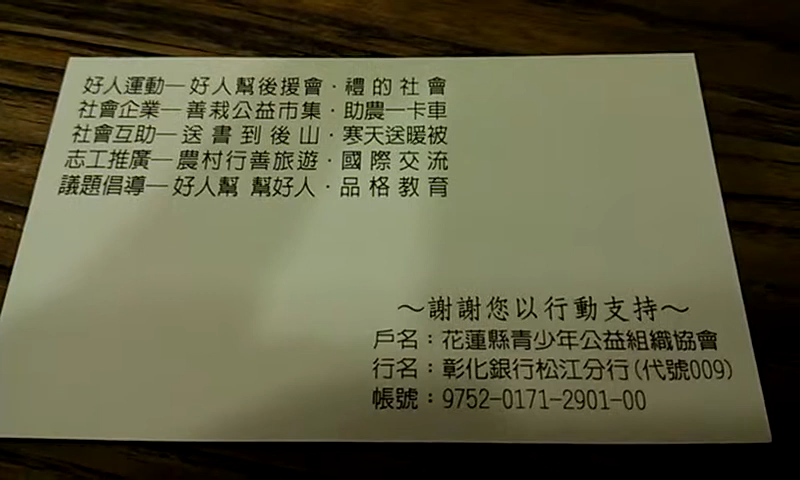 好人運動—好人幫後援會·禮的社會
社會企業—善栽公益市集·助農一卡車
社會互助—送書到後山·寒天送暖被
志工推廣—農村行善旅遊·國際交流
議題倡導—好人幫 幫好人·品格教育
～謝謝您以行動支持～
戶名：花蓮縣青少年公益組織協會
行名：彰化銀行松江分行(代號009)
帳號：9752-0171-2901-00